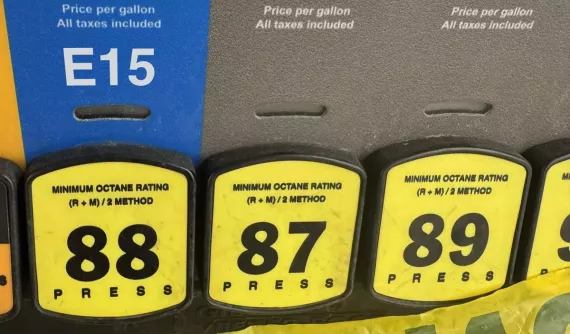 Price per gallon
All taxes included
E15
MINIMUM OCTANE RATING
(R + M) / 2 METHOD
88
PRESS
Price per gallon
All taxes included
MINIMUM OCTANE RATING
(R + M) / 2 METHOD
87
PRESS
Price per gallon
All taxes included
MINIMUM OCTANE RATING
(R + M) / 2 METHOD
89
PRESS